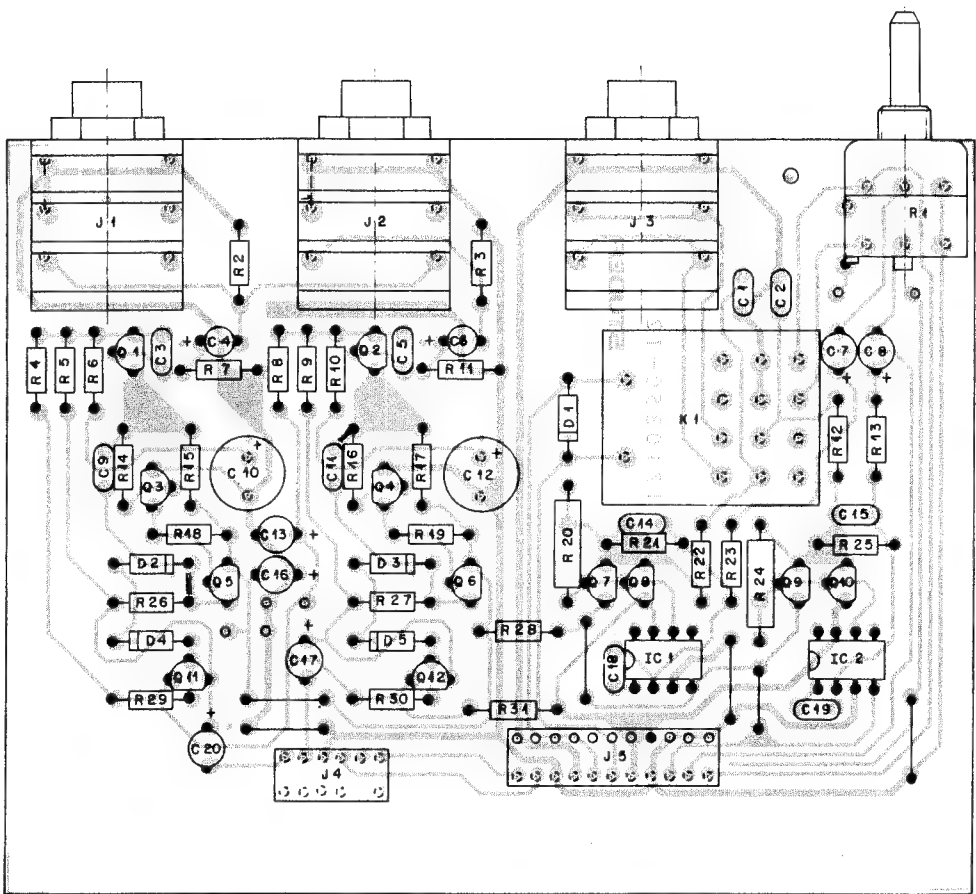 J1
J2
J3
R1
R2
R3
C1
C2
R4
R5
R6
Q1
C3
+
C4
R7
R8
R9
R10
Q2
C5
+
C6
R11
D1
K1
C7
C8
+
+
R12
R13
C9
R14
R15
Q3
+
C10
C11
R16
R17
Q4
+
C12
R18
C13
+
R19
R20
C14
R21
R22
R23
R24
C15
R25
D2
Q5
C16
+
D3
Q6
Q7
Q8
Q9
Q10
R26
R27
R28
D4
+
C17
D5
IC1
IC2
Q11
Q12
C18
R29
R30
R31
C19
+
C20
J4
J5